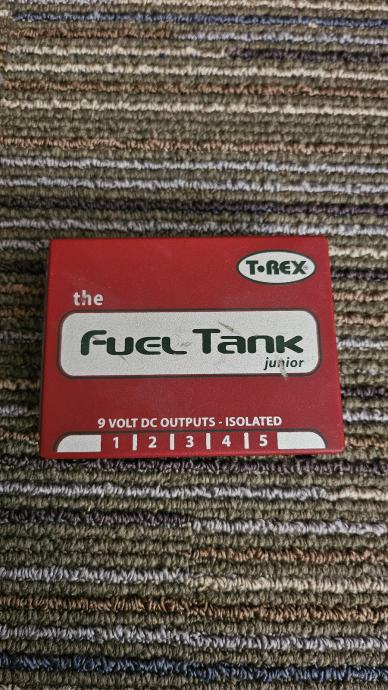 T•REX
the
FUEL TANK
junior
9 VOLT DC OUTPUTS - ISOLATED
1 | 2 | 3 | 4 | 5